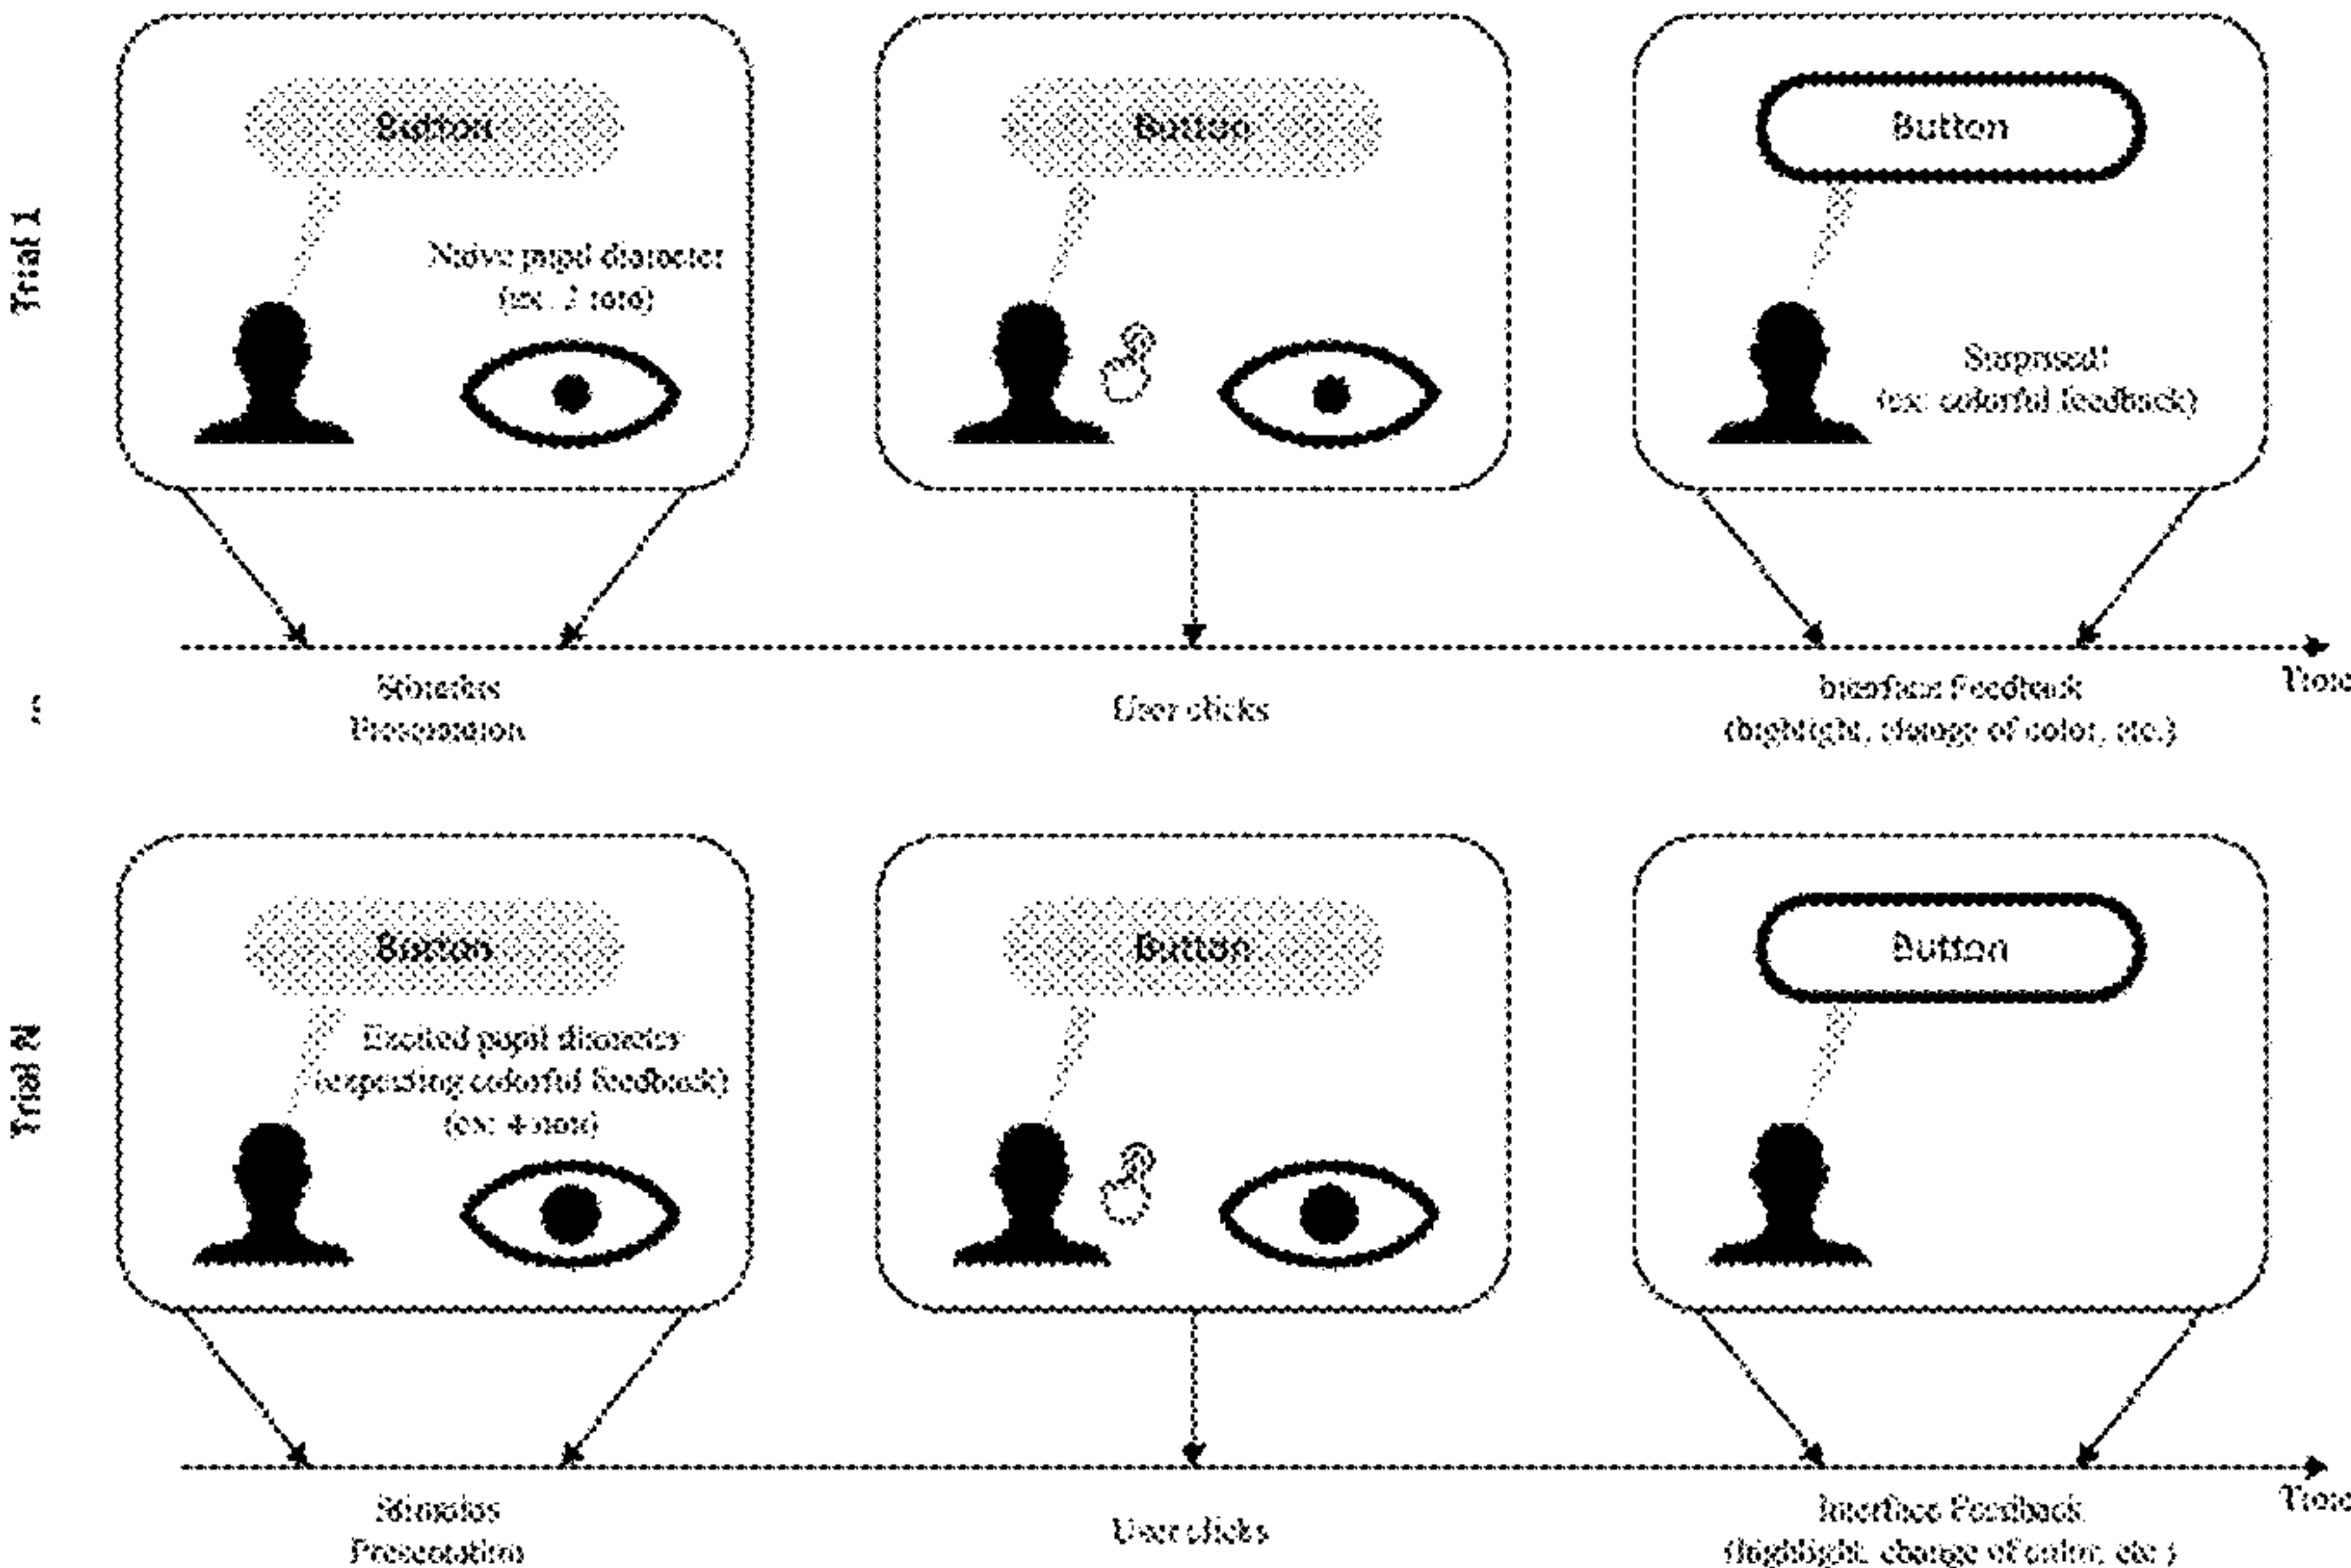 Trial 1
Button
Naive pupil diameter
(ex: 2 mm)
Button
Button
Surprised!
(ex: colorful feedback)
Stimulus
Presentation
User clicks
Interface Feedback
(highlight, change of color, etc.)
Time
Trial N
Button
Excited pupil diameter
(expecting colorful feedback)
(ex: 4 mm)
Button
Button
Stimulus
Presentation
User clicks
Interface Feedback
(highlight, change of color, etc.)
Time